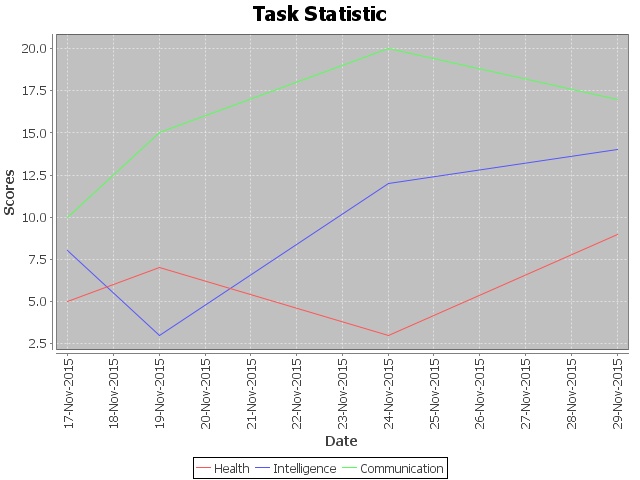 Task Statistic
20.0
17.5
15.0
12.5
10.0
7.5
5.0
2.5
Scores
17-Nov-2015
18-Nov-2015
19-Nov-2015
20-Nov-2015
21-Nov-2015
22-Nov-2015
23-Nov-2015
24-Nov-2015
25-Nov-2015
26-Nov-2015
27-Nov-2015
28-Nov-2015
29-Nov-2015
Date
Health Intelligence Communication